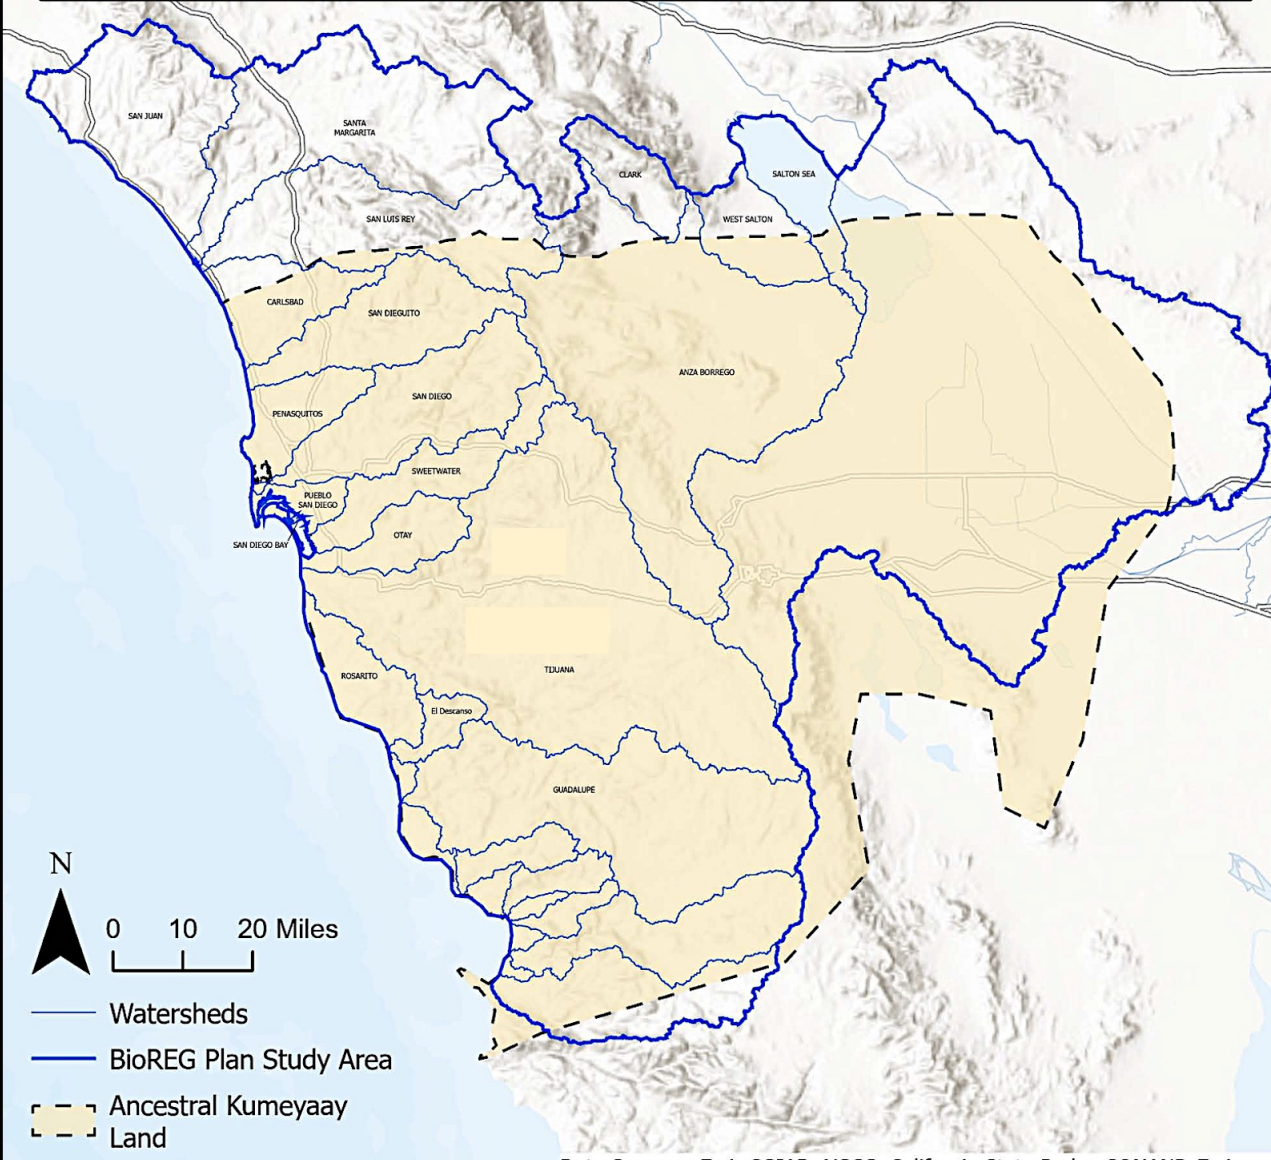 SAN JUAN
SANTA
MARGARITA
CLARK
SALTON SEA
SAN LUIS REY
WEST SALTON
CARLSBAD
SAN DIEGUITO
ANZA BORREGO
SAN DIEGO
PENASQUITOS
SWEETWATER
PUEBLO
SAN DIEGO
OTAY
SAN DIEGO BAY
TIJUANA
ROSARITO
El Descanso
GUADALUPE
N
0 10 20 Miles
Watersheds
BioREG Plan Study Area
Ancestral Kumeyaay
Land